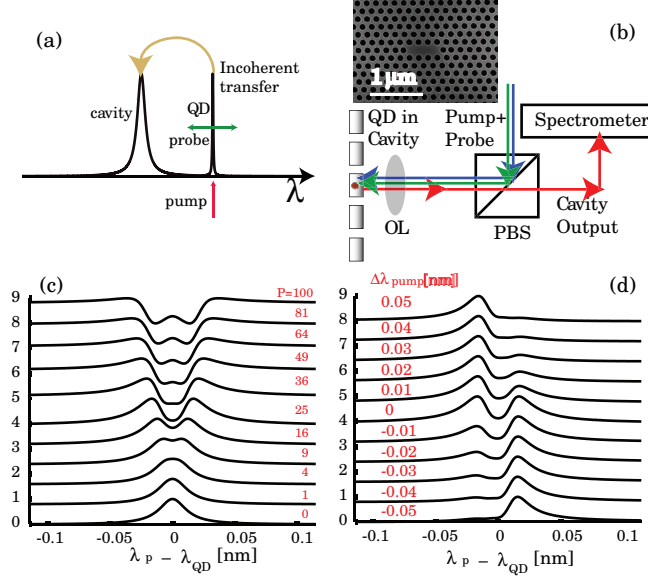 (a)
Incoherent
transfer
cavity
QD
probe
pump
λ
(b)
1 μm
QD in
Cavity
Pump+
Probe
Spectrometer
OL
PBS
Cavity
Output
(c)
P=100
81
64
49
36
25
16
9
4
1
0
9
8
7
6
5
4
3
2
1
0
-0.1
-0.05
0
0.05
0.1
λ p – λQD [nm]
(d)
Δλpump[nm]
0.05
0.04
0.03
0.02
0.01
0
-0.01
-0.02
-0.03
-0.04
-0.05
9
8
7
6
5
4
3
2
1
0
-0.1
-0.05
0
0.05
0.1
λ p – λQD [nm]